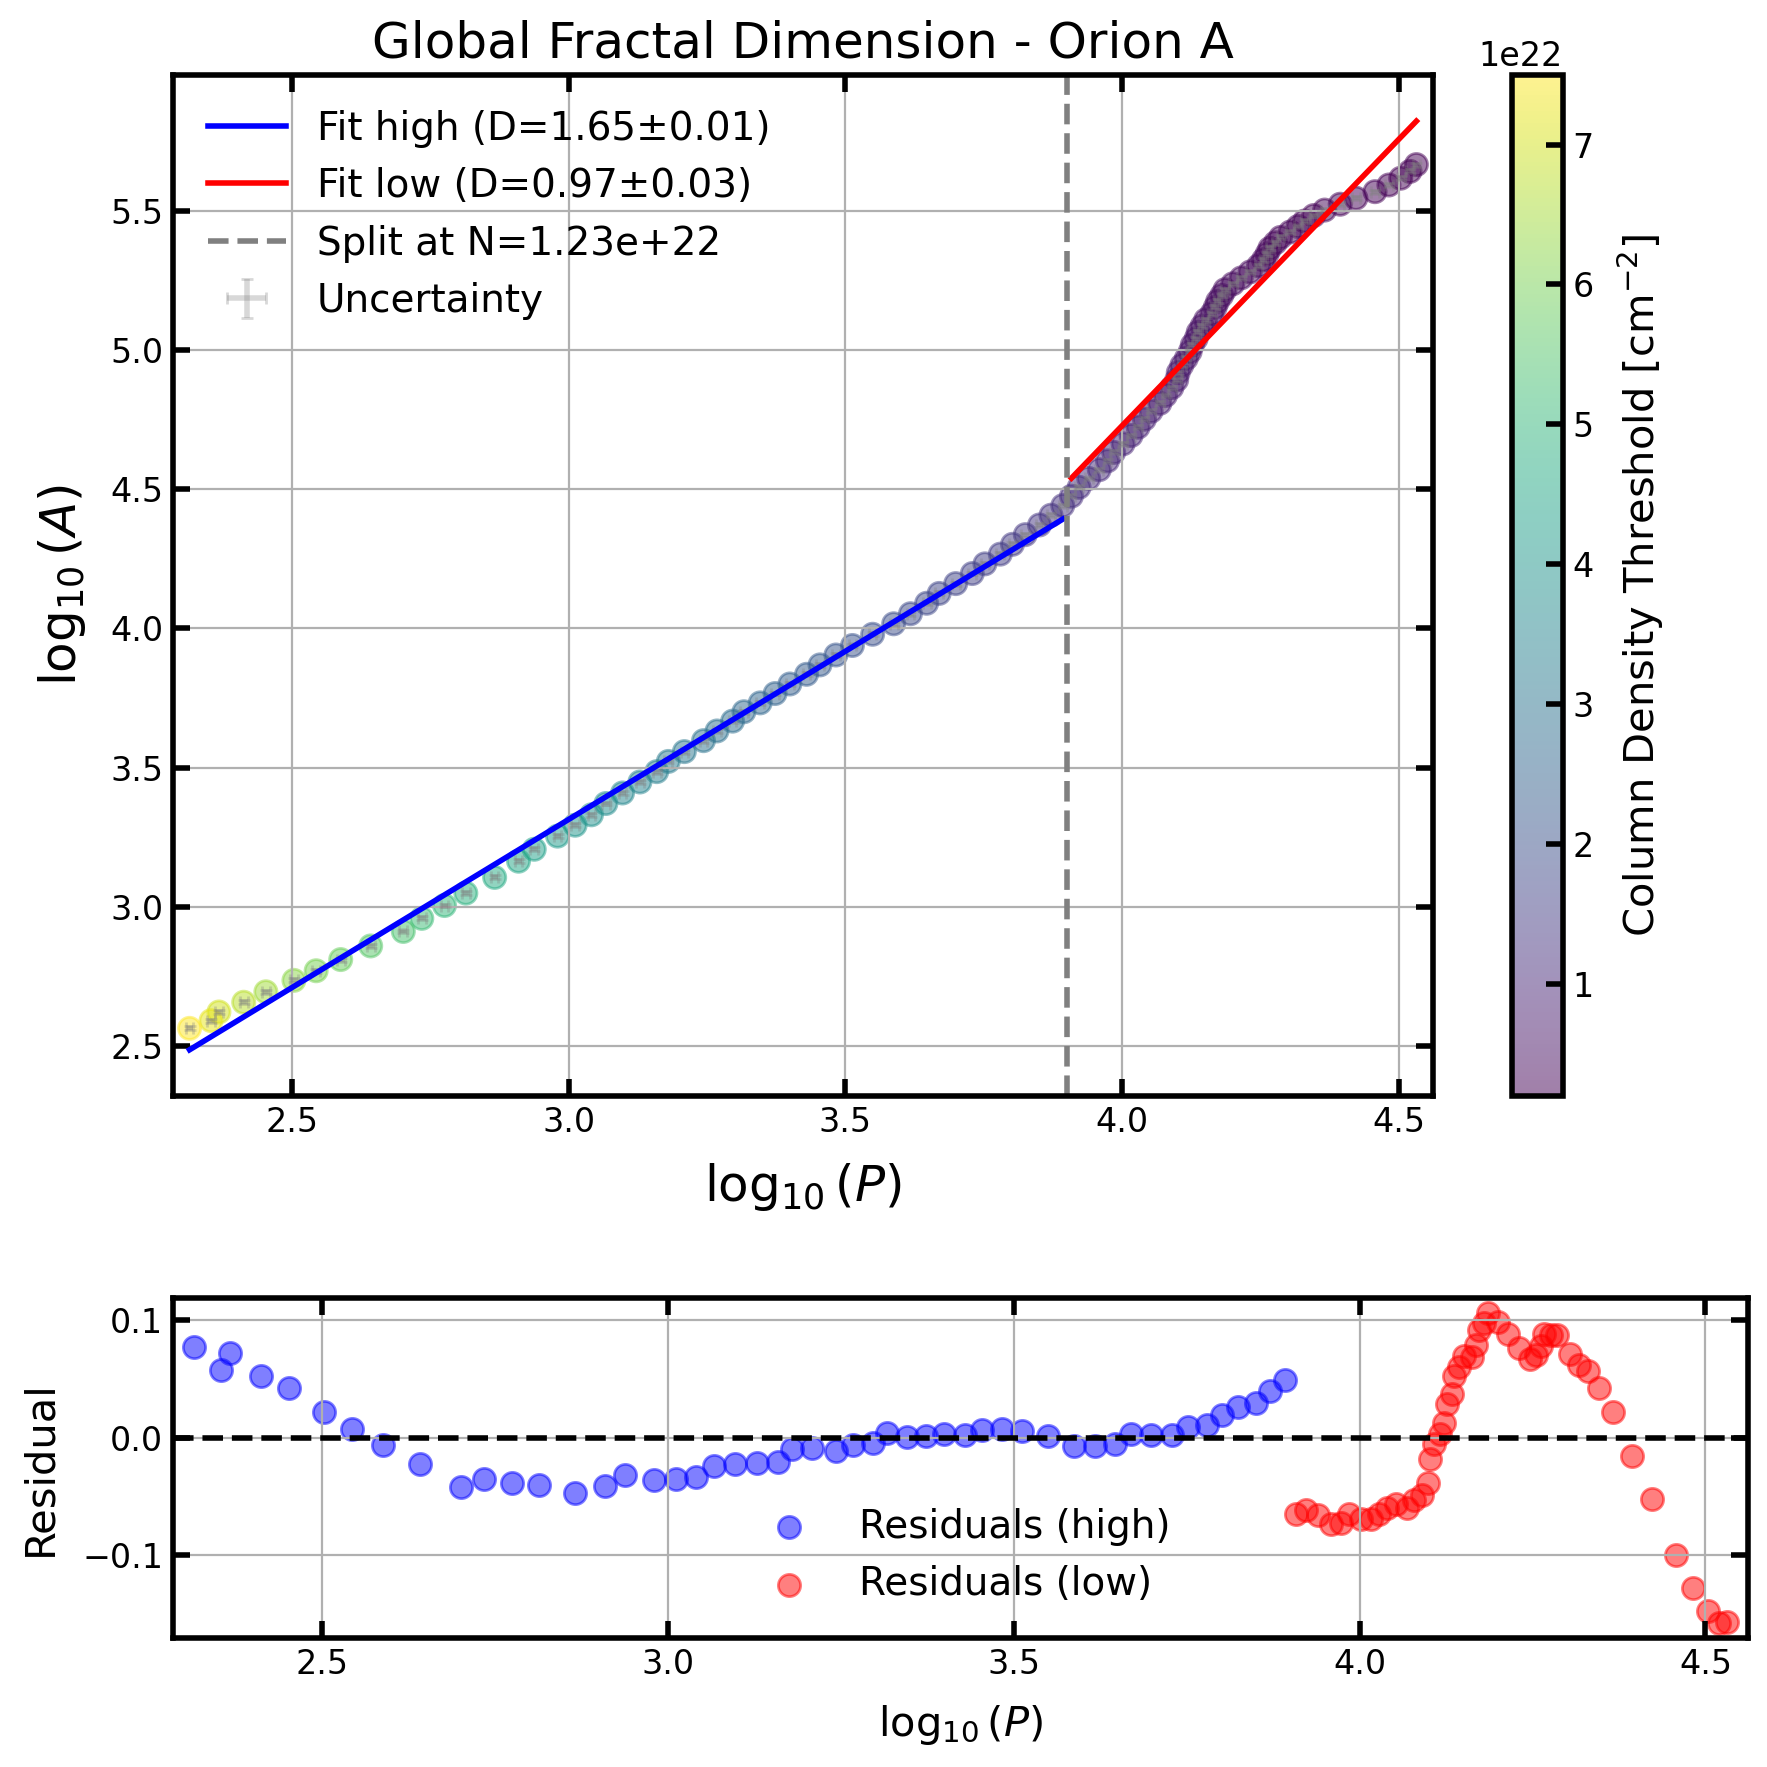 Global Fractal Dimension - Orion A
1e22
Fit high (D=1.65±0.01)
Fit low (D=0.97±0.03)
Split at N=1.23e+22
Uncertainty
5.5
5.0
4.5
4.0
3.5
3.0
2.5
log₁₀(A)
2.5 3.0 3.5 4.0 4.5
log₁₀(P)
7
6
5
4
3
2
1
Column Density Threshold [cm⁻²]
0.1
0.0
−0.1
Residual
Residuals (high)
Residuals (low)
2.5 3.0 3.5 4.0 4.5
log₁₀(P)